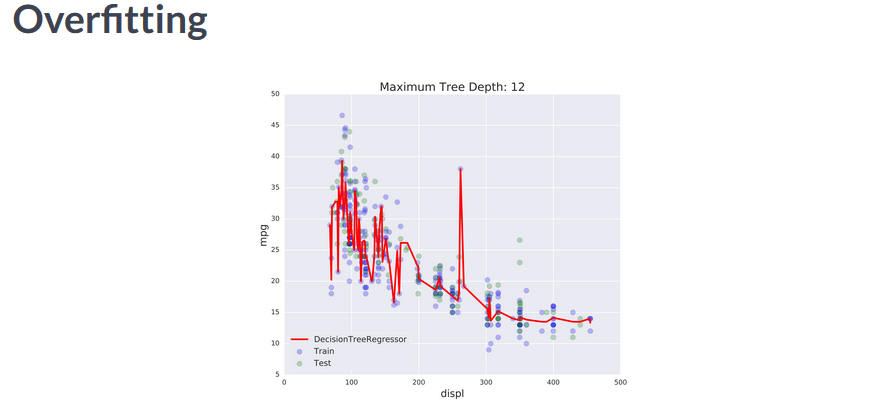 Overfitting
Maximum Tree Depth: 12
50
45
40
35
30
25
20
15
10
5
mpg
DecisionTreeRegressor
Train
Test
0 100 200 300 400 500
displ